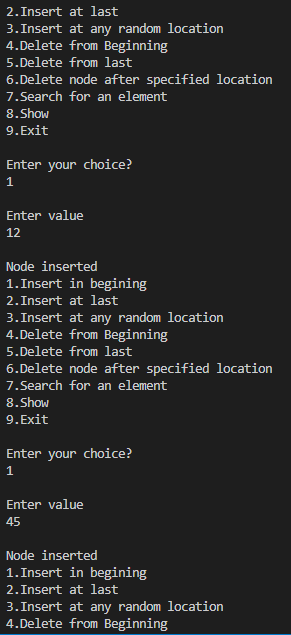 2.Insert at last
3.Insert at any random location
4.Delete from Beginning
5.Delete from last
6.Delete node after specified location
7.Search for an element
8.Show
9.Exit
Enter your choice?
1
Enter value
12
Node inserted
1.Insert in begining
2.Insert at last
3.Insert at any random location
4.Delete from Beginning
5.Delete from last
6.Delete node after specified location
7.Search for an element
8.Show
9.Exit
Enter your choice?
1
Enter value
45
Node inserted
1.Insert in begining
2.Insert at last
3.Insert at any random location
4.Delete from Beginning